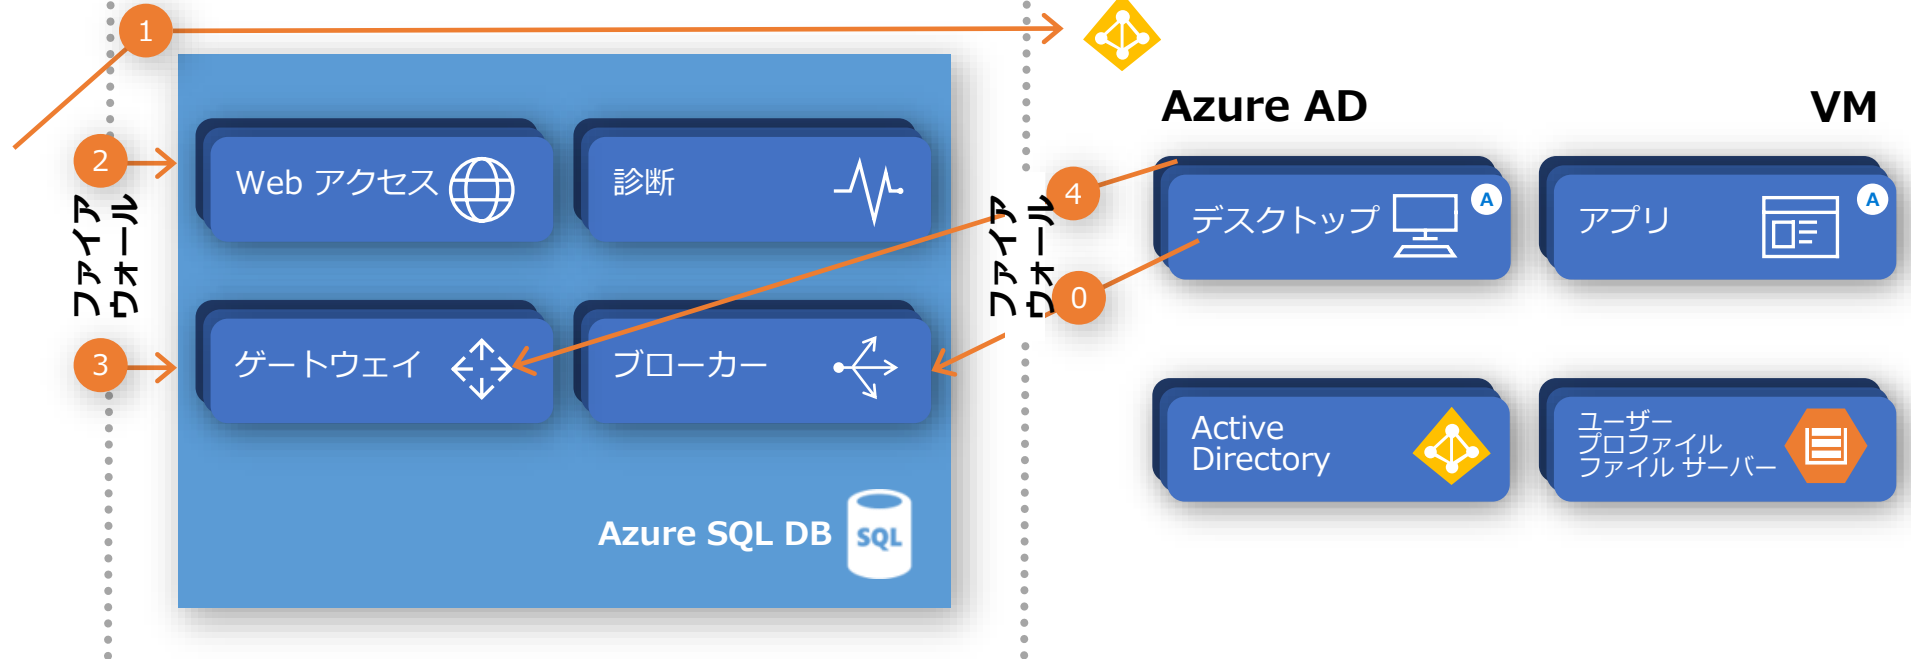 1
Azure AD
VM
2
Web アクセス
診断
4
デスクトップ
A
アプリ
A
ファイア
ウォール
ファイア
ウォール
0
3
ゲートウェイ
ブローカー
Active
Directory
ユーザー
プロファイル
ファイル サーバー
Azure SQL DB
SQL